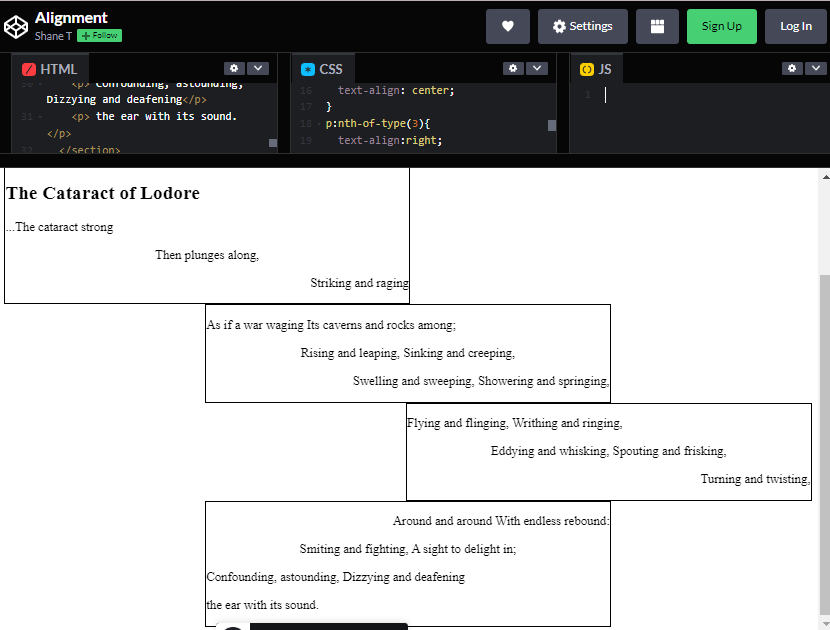 Alignment
Shane T + Follow
Settings
Sign Up
Log In
HTML
30 <p> Confounding, astounding,
Dizzying and deafening</p>
31 <p> the ear with its sound.
</p>
32 </section>
CSS
16 text-align: center;
17 }
18 p:nth-of-type(3){
19 text-align:right;
JS
1
The Cataract of Lodore
...The cataract strong
Then plunges along,
Striking and raging
As if a war waging Its caverns and rocks among;
Rising and leaping, Sinking and creeping,
Swelling and sweeping, Showering and springing,
Flying and flinging, Writhing and ringing,
Eddying and whisking, Spouting and frisking,
Turning and twisting,
Around and around With endless rebound:
Smiting and fighting, A sight to delight in;
Confounding, astounding, Dizzying and deafening
the ear with its sound.